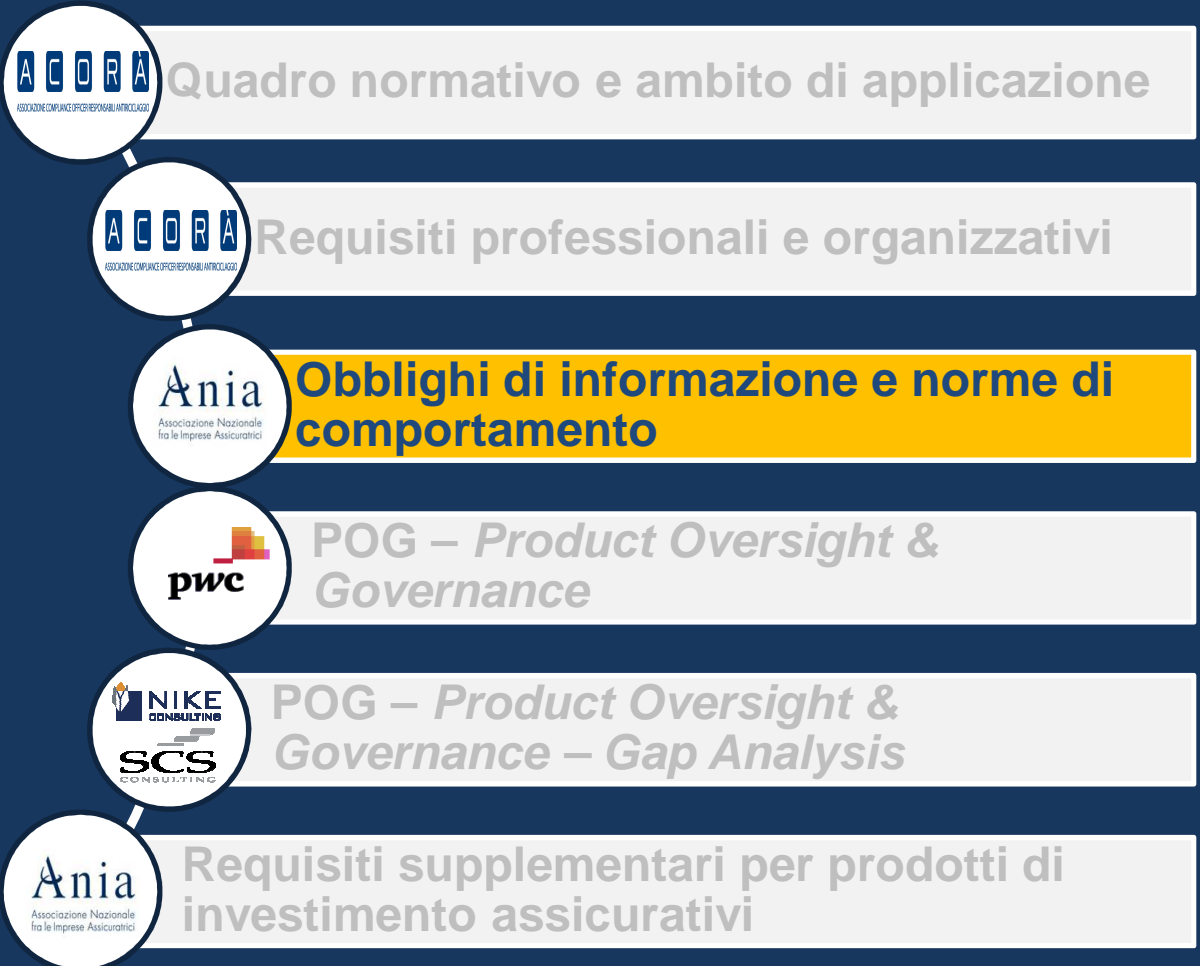 ACORÀ
ASSOCIAZIONE COMPLIANCE OFFICER RESPONSABILI ANTIRICICLAGGIO
Quadro normativo e ambito di applicazione
ACORÀ
ASSOCIAZIONE COMPLIANCE OFFICER RESPONSABILI ANTIRICICLAGGIO
Requisiti professionali e organizzativi
Ania
Associazione Nazionale
fra le Imprese Assicuratrici
Obblighi di informazione e norme di
comportamento
pwc
POG – Product Oversight &
Governance
NIKE
CONSULTING
SCS
CONSULTING
POG – Product Oversight &
Governance – Gap Analysis
Ania
Associazione Nazionale
fra le Imprese Assicuratrici
Requisiti supplementari per prodotti di
investimento assicurativi